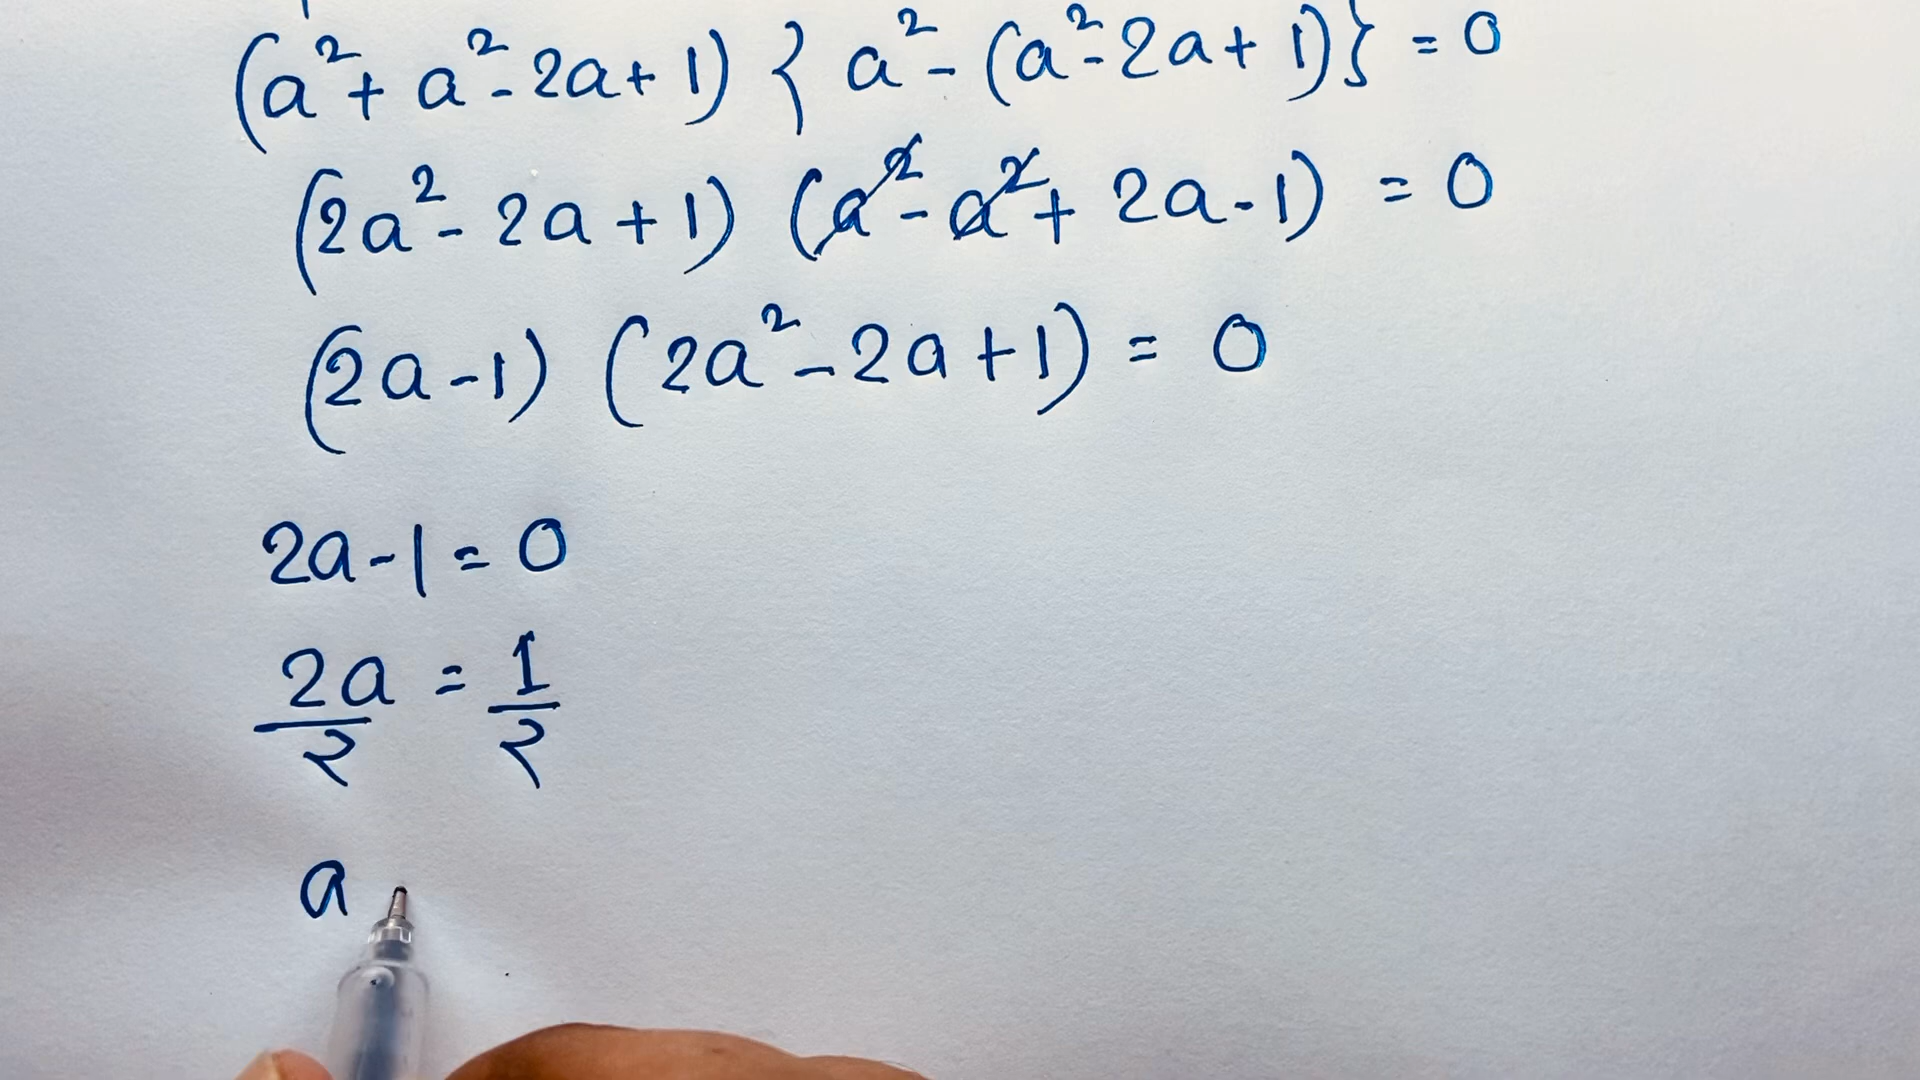 (a²+a²-2a+1) { a²-(a²-2a+1)} = 0
(2a²-2a+1) (a²-a²+2a-1) = 0
(2a-1) (2a²-2a+1) = 0
2a-1=0
2a/2 = 1/2
a